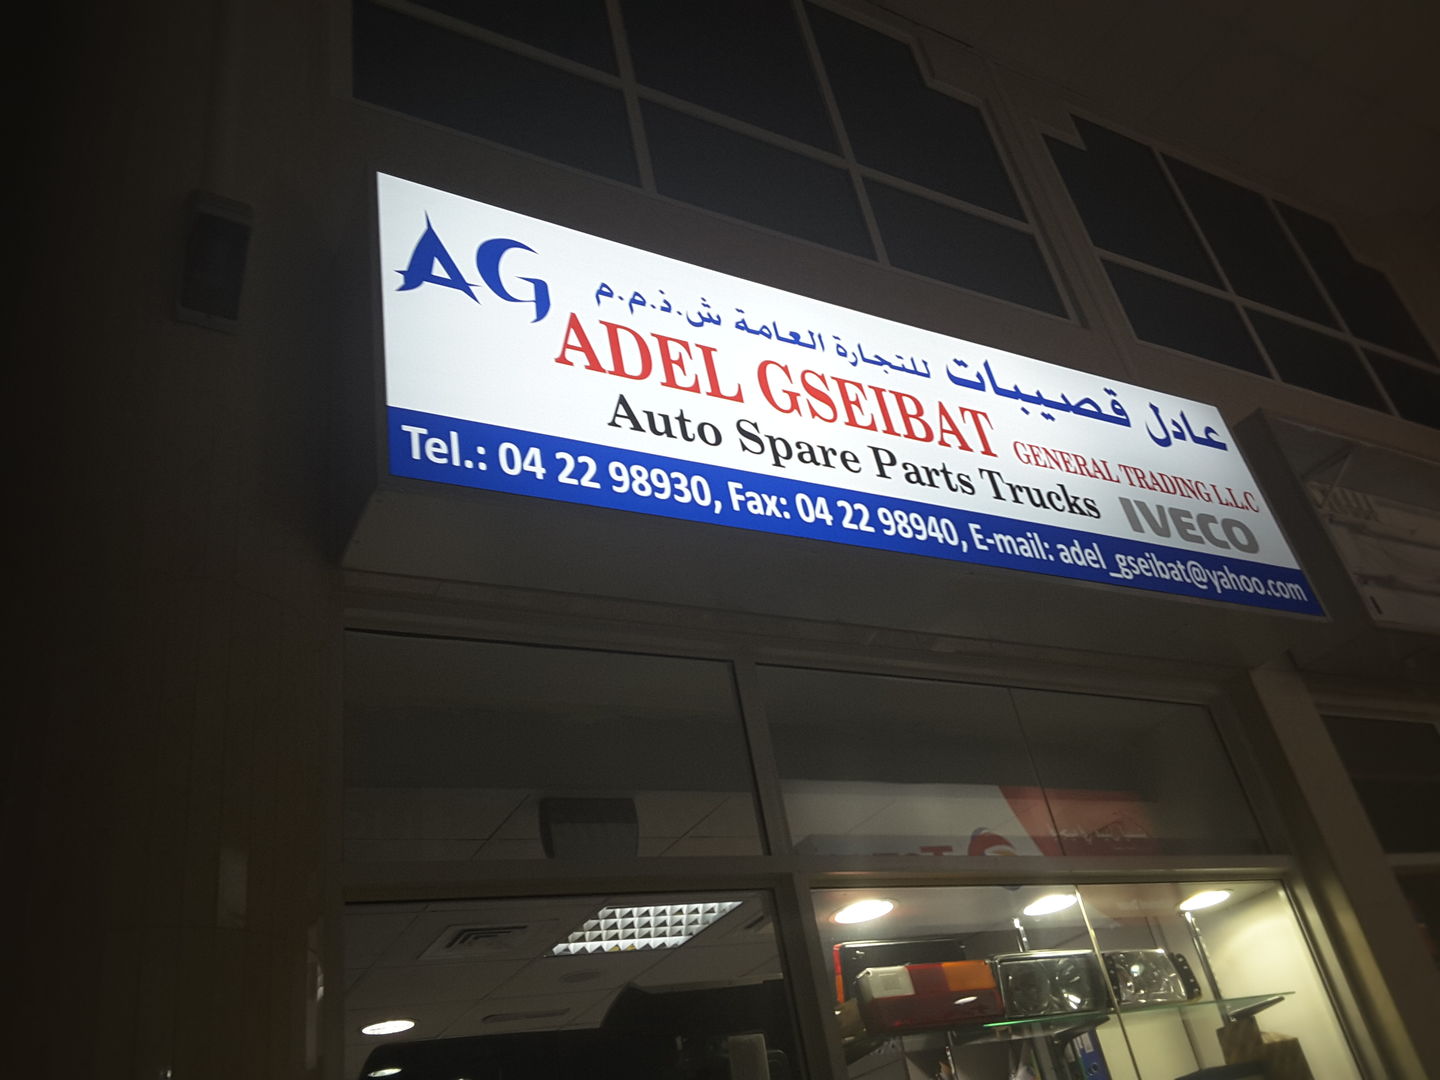 AG
عادل قصيبات للتجارة العامة ش.ذ.م.م
ADEL GSEIBAT GENERAL TRADING L.L.C
Auto Spare Parts Trucks IVECO
Tel.: 04 22 98930, Fax: 04 22 98940, E-mail: adel_gseibat@yahoo.com